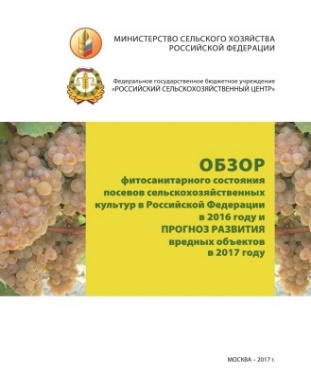 МИНИСТЕРСТВО СЕЛЬСКОГО ХОЗЯЙСТВА
РОССИЙСКОЙ ФЕДЕРАЦИИ
Федеральное государственное бюджетное учреждение
«РОССИЙСКИЙ СЕЛЬСКОХОЗЯЙСТВЕННЫЙ ЦЕНТР»
ОБЗОР
фитосанитарного состояния
посевов сельскохозяйственных
культур в Российской Федерации
в 2016 году и
ПРОГНОЗ РАЗВИТИЯ
вредных объектов
в 2017 году
МОСКВА – 2017 г.